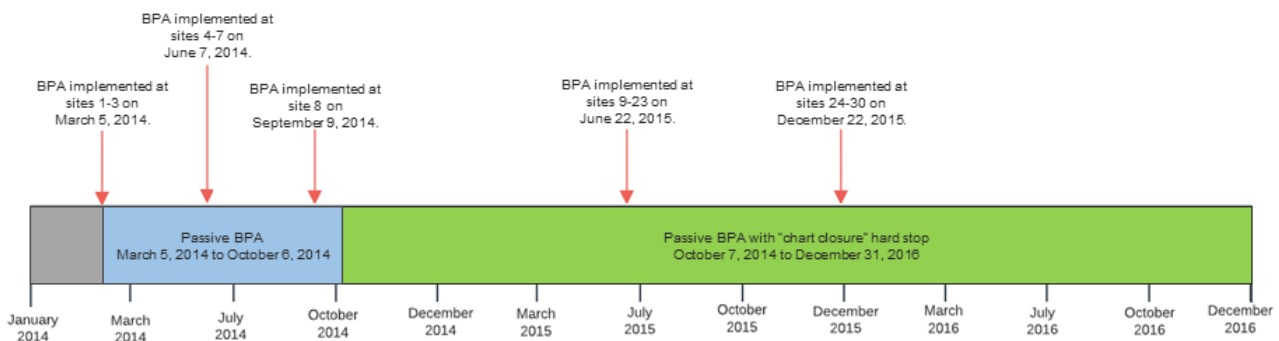 BPA implemented at
sites 4-7 on
June 7, 2014.
BPA implemented at
sites 1-3 on
March 5, 2014.
BPA implemented at
site 8 on
September 9, 2014.
BPA implemented at
sites 9-23 on
June 22, 2015.
BPA implemented at
sites 24-30 on
December 22, 2015.
Passive BPA
March 5, 2014 to October 6, 2014
Passive BPA with "chart closure" hard stop
October 7, 2014 to December 31, 2016
January
2014
March
2014
July
2014
October
2014
December
2014
March
2015
July
2015
October
2015
December
2015
March
2016
July
2016
October
2016
December
2016